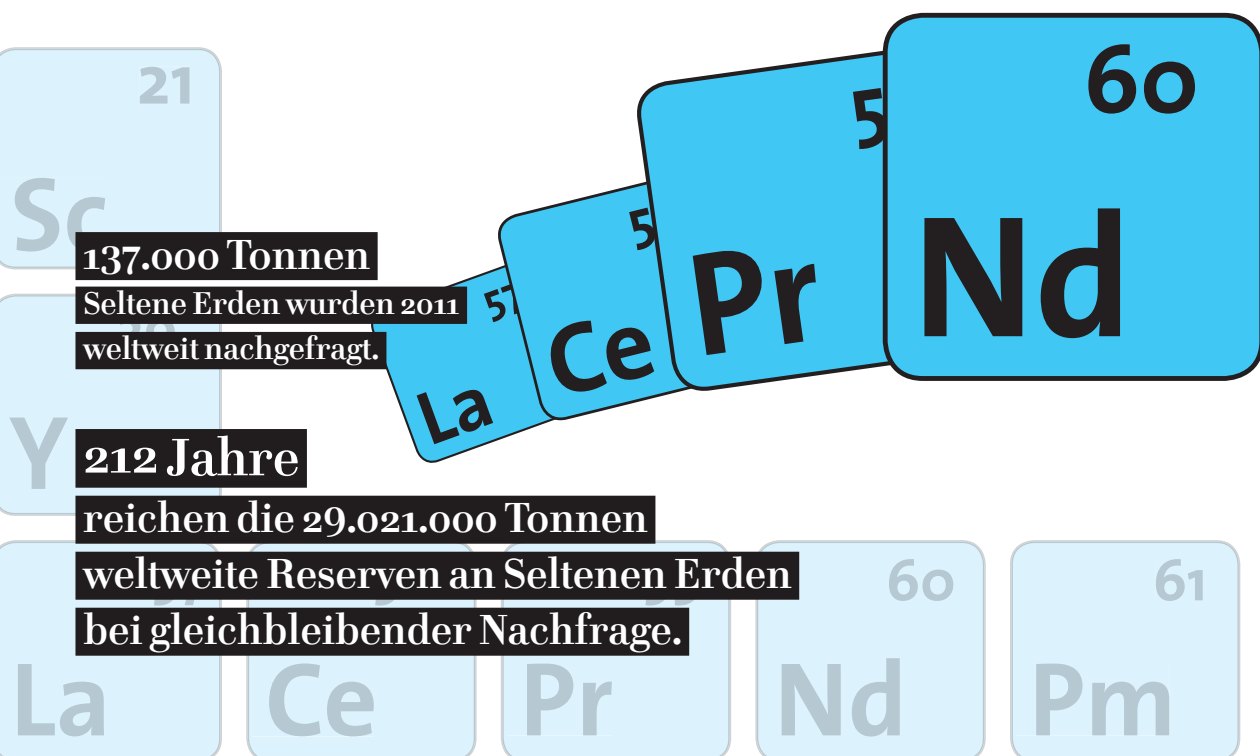 21
Sc
137.000 Tonnen
Seltene Erden wurden 2011
weltweit nachgefragt.
57
La
Ce
Pr
60
Nd
Y
212 Jahre
reichen die 29.021.000 Tonnen
weltweite Reserven an Seltenen Erden
bei gleichbleibender Nachfrage.
60
61
La
Ce
Pr
Nd
Pm